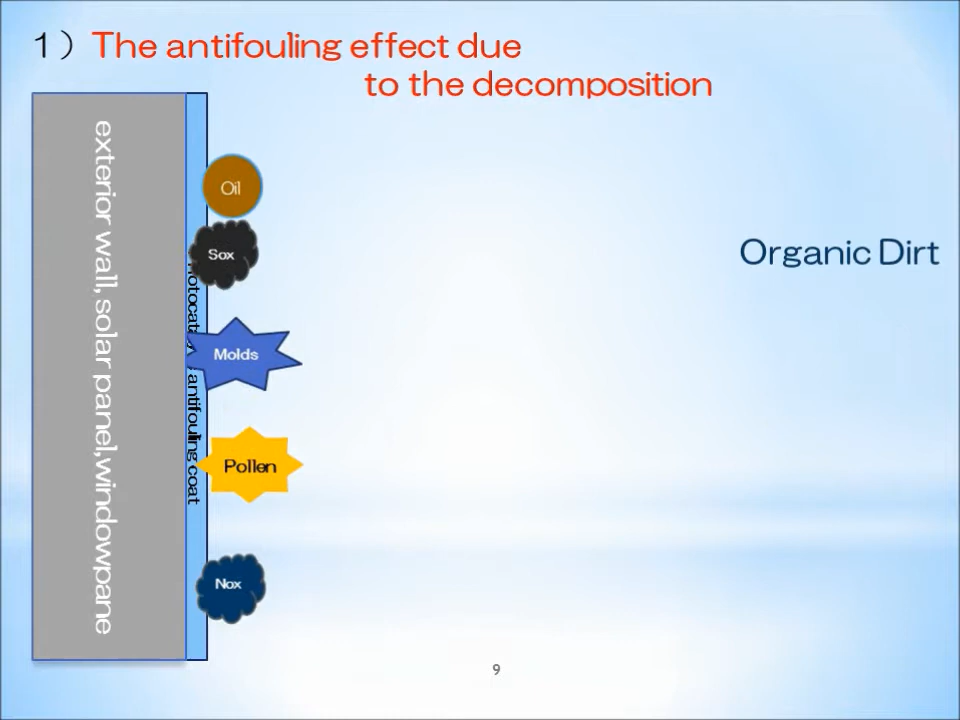 1）The antifouling effect due
to the decomposition
exterior wall, solar panel,windowpane
antifouling coat
Oil
Sox
Organic Dirt
Molds
Pollen
Nox
9